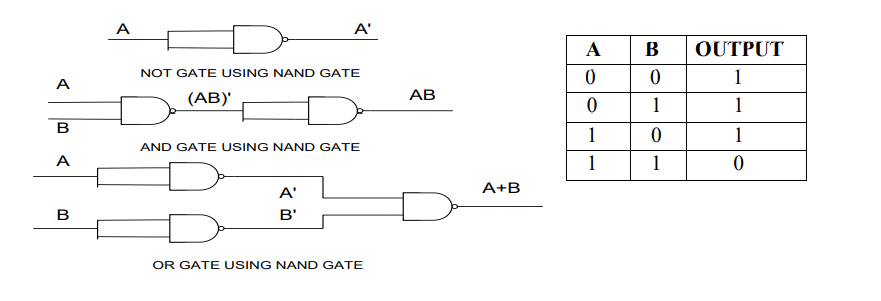 A A'
NOT GATE USING NAND GATE
A
(AB)' AB
B
AND GATE USING NAND GATE
A
A' A+B
B B'
OR GATE USING NAND GATE
A B OUTPUT
0 0 1
0 1 1
1 0 1
1 1 0